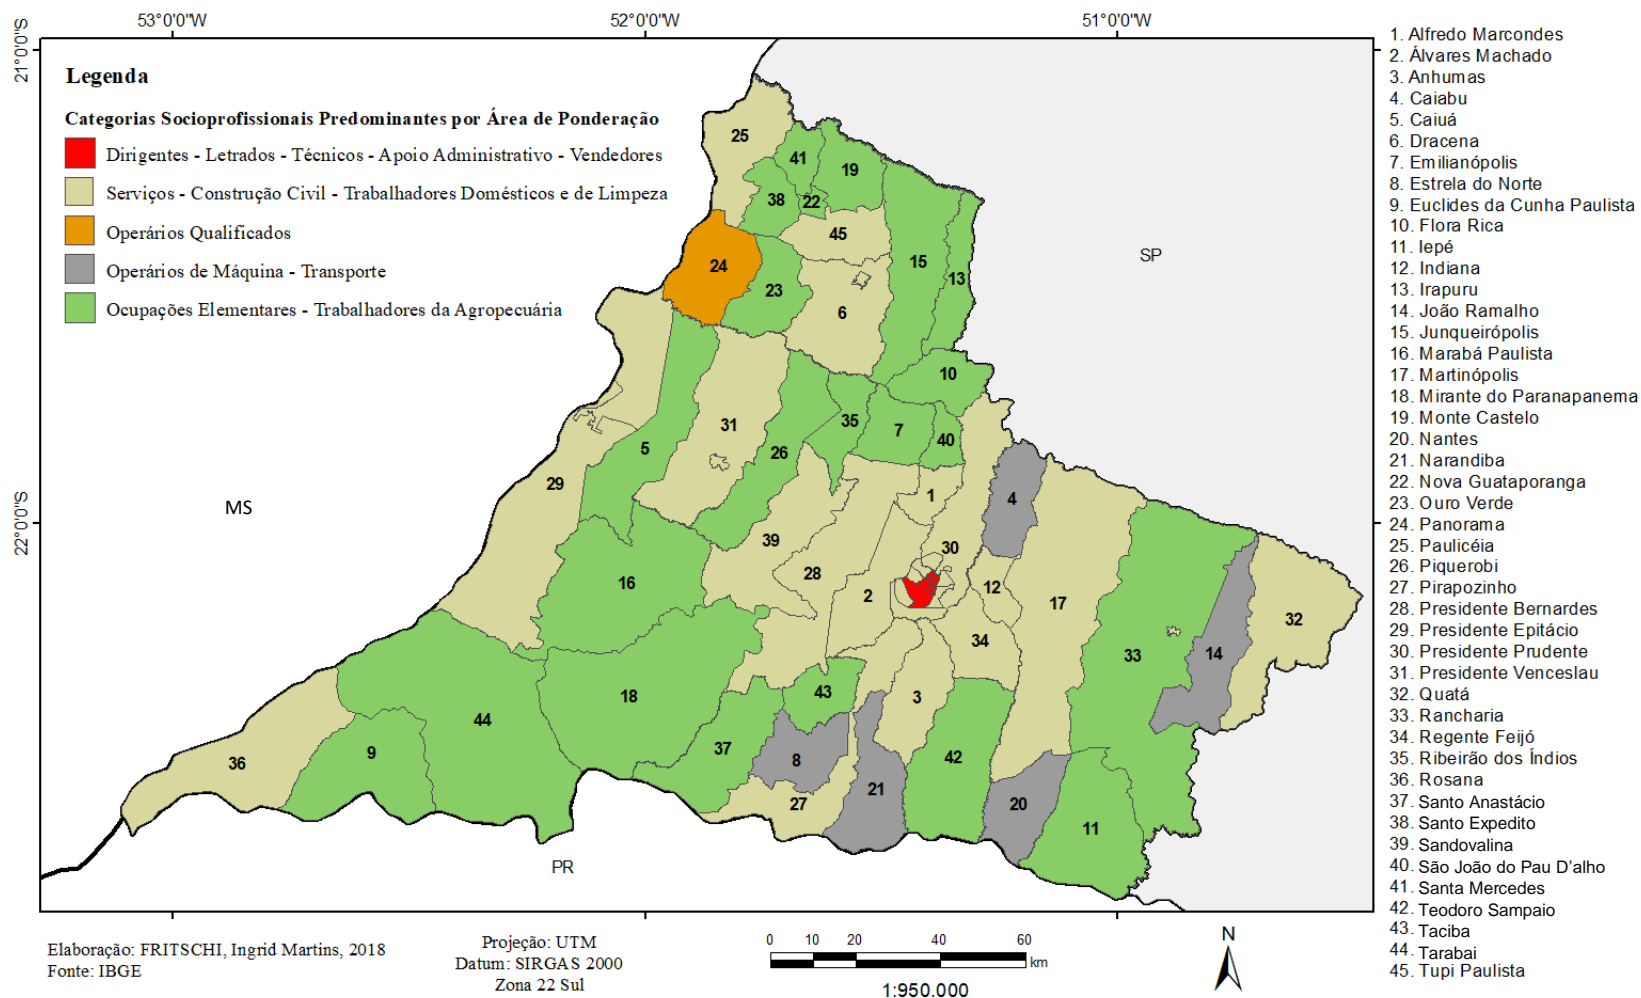 53°0'0"W
52°0'0"W
51°0'0"W
21°0'0"S
22°0'0"S
Legenda
Categorias Socioprofissionais Predominantes por Área de Ponderação
Dirigentes - Letrados - Técnicos - Apoio Administrativo - Vendedores
Serviços - Construção Civil - Trabalhadores Domésticos e de Limpeza
Operários Qualificados
Operários de Máquina - Transporte
Ocupações Elementares - Trabalhadores da Agropecuária
25
41
19
38
22
45
24
15
13
23
6
10
31
35
7
40
26
5
29
1
4
39
30
28
16
12
2
17
32
34
33
14
18
43
3
44
37
9
42
36
8
21
20
27
11
MS
SP
PR
1. Alfredo Marcondes
2. Álvares Machado
3. Anhumas
4. Caiabu
5. Caiuá
6. Dracena
7. Emilianópolis
8. Estrela do Norte
9. Euclides da Cunha Paulista
10. Flora Rica
11. Iepé
12. Indiana
13. Irapuru
14. João Ramalho
15. Junqueirópolis
16. Marabá Paulista
17. Martinópolis
18. Mirante do Paranapanema
19. Monte Castelo
20. Nantes
21. Narandiba
22. Nova Guataporanga
23. Ouro Verde
24. Panorama
25. Paulicéia
26. Piquerobi
27. Pirapozinho
28. Presidente Bernardes
29. Presidente Epitácio
30. Presidente Prudente
31. Presidente Venceslau
32. Quatá
33. Rancharia
34. Regente Feijó
35. Ribeirão dos Índios
36. Rosana
37. Santo Anastácio
38. Santo Expedito
39. Sandovalina
40. São João do Pau D'alho
41. Santa Mercedes
42. Teodoro Sampaio
43. Taciba
44. Tarabai
45. Tupi Paulista
Elaboração: FRITSCHI, Ingrid Martins, 2018
Fonte: IBGE
Projeção: UTM
Datum: SIRGAS 2000
Zona 22 Sul
0 10 20 40 60
km
1:950.000
N